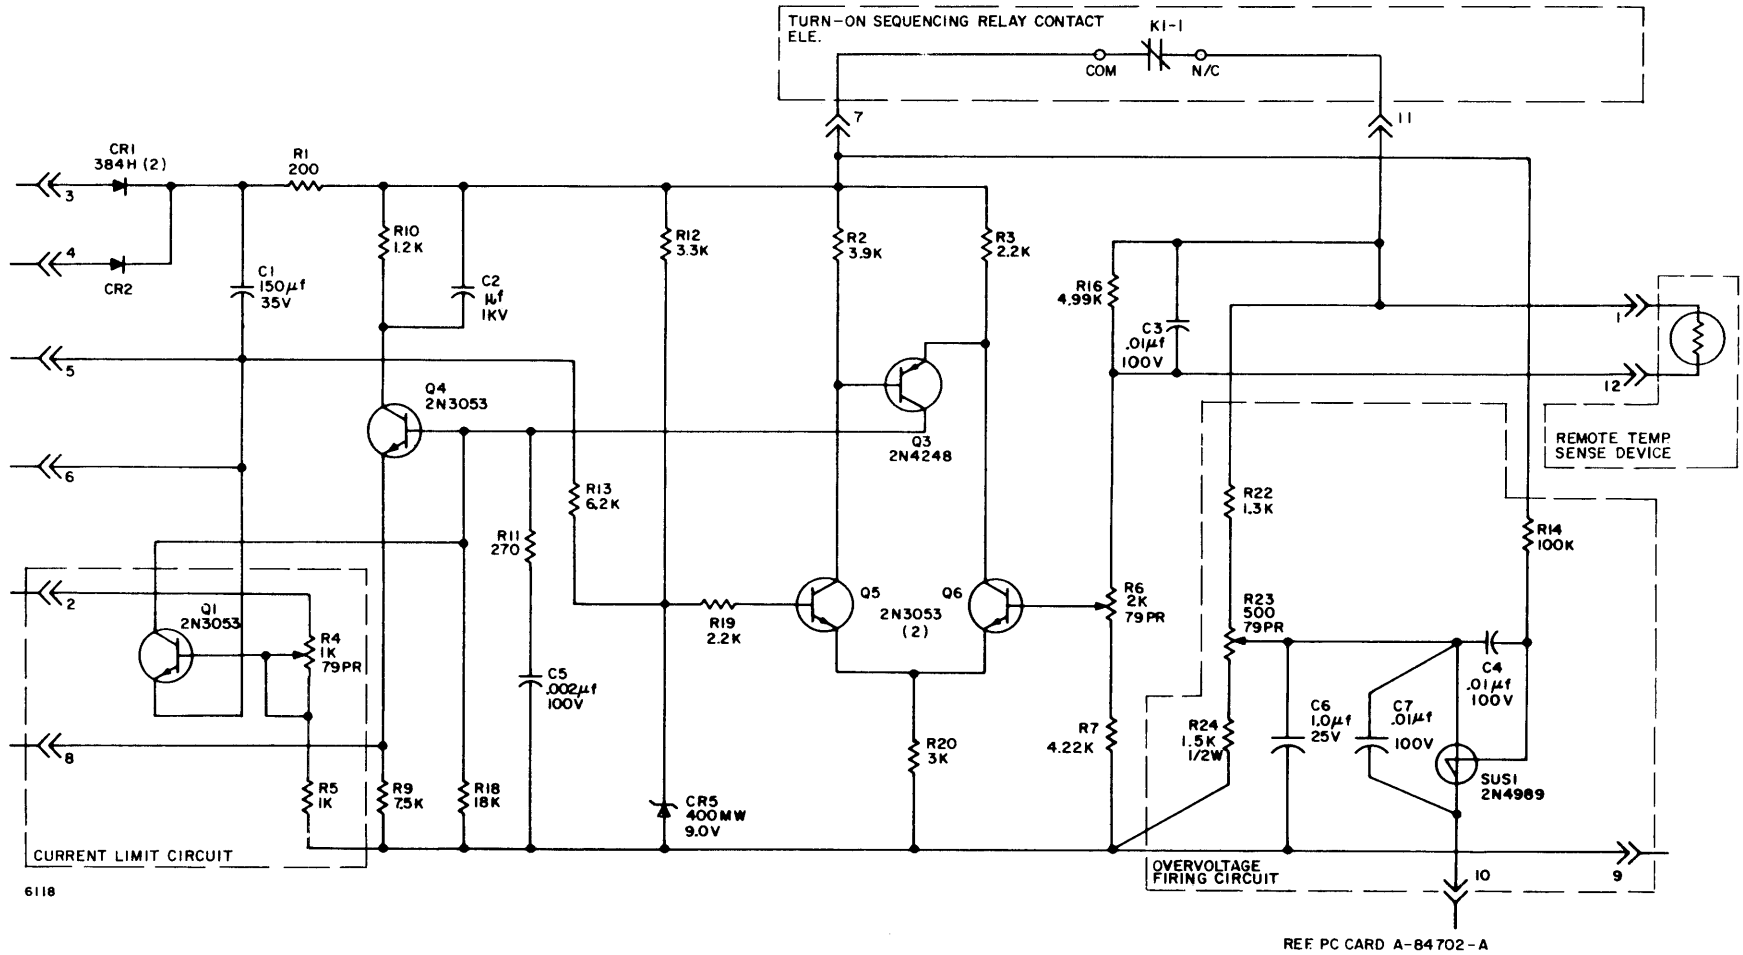 TURN-ON SEQUENCING RELAY CONTACT
ELE.
K1-1
COM
N/C
7
11
CR1
384H (2)
3
R1
200
4
CR2
C1
150µf
35V
R10
1.2K
C2
1µf
1KV
R12
3.3K
R2
3.9K
R3
2.2K
R16
4.99K
C3
.01µf
100V
1
12
REMOTE TEMP.
SENSE DEVICE
5
6
Q4
2N3053
Q3
2N4248
R13
6.2K
R11
270
R22
1.3K
R14
100K
2
Q1
2N3053
R4
1K
79PR
R19
2.2K
Q5
2N3053
(2)
Q6
R6
2K
79PR
R23
500
79PR
C4
.01µf
100V
C5
.002µf
100V
8
R5
1K
R9
7.5K
R18
18K
CR5
400MW
9.0V
R20
3K
R7
4.22K
R24
1.5K
1/2W
C6
1.0µf
25V
C7
.01µf
100V
SUS1
2N4989
CURRENT LIMIT CIRCUIT
OVERVOLTAGE
FIRING CIRCUIT
10
9
6118
REF. PC CARD A-84702-A